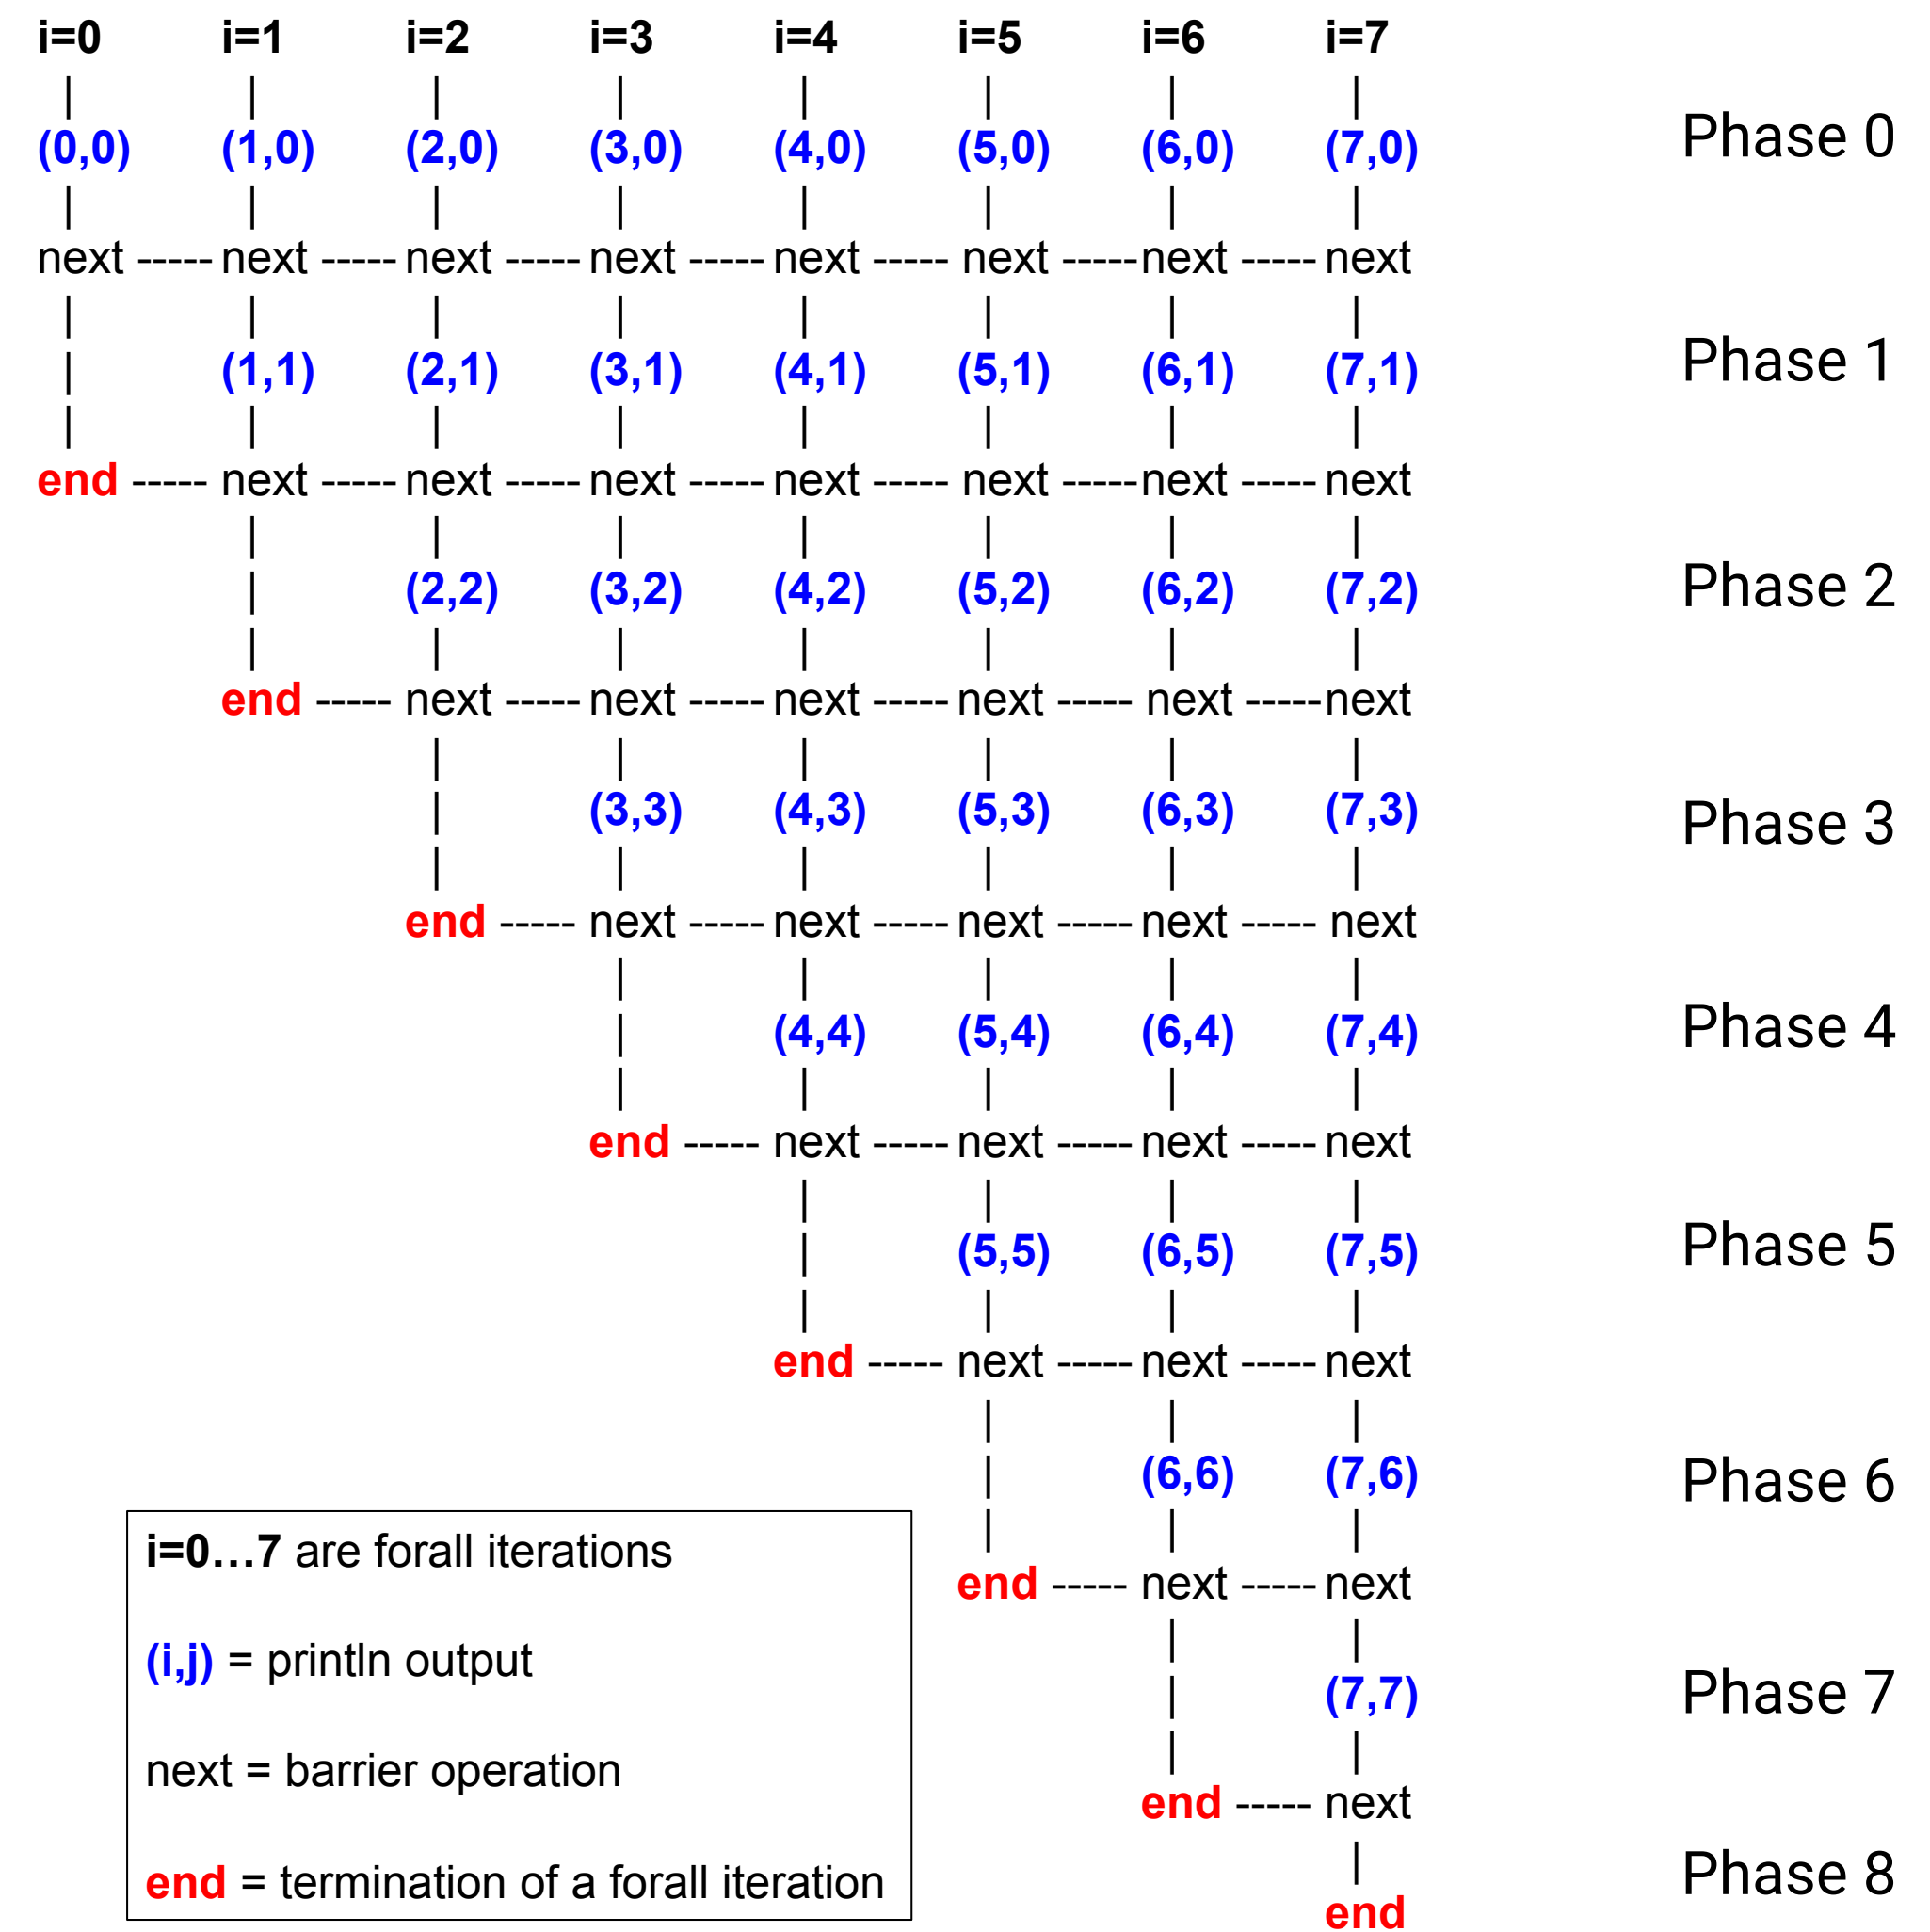 i=0 i=1 i=2 i=3 i=4 i=5 i=6 i=7
(0,0) (1,0) (2,0) (3,0) (4,0) (5,0) (6,0) (7,0) Phase 0
next ----- next ----- next ----- next ----- next ----- next ----- next ----- next
(1,1) (2,1) (3,1) (4,1) (5,1) (6,1) (7,1) Phase 1
end ----- next ----- next ----- next ----- next ----- next ----- next ----- next
(2,2) (3,2) (4,2) (5,2) (6,2) (7,2) Phase 2
end ----- next ----- next ----- next ----- next ----- next ----- next
(3,3) (4,3) (5,3) (6,3) (7,3) Phase 3
end ----- next ----- next ----- next ----- next ----- next
(4,4) (5,4) (6,4) (7,4) Phase 4
end ----- next ----- next ----- next ----- next
(5,5) (6,5) (7,5) Phase 5
end ----- next ----- next ----- next
(6,6) (7,6) Phase 6
end ----- next ----- next
(7,7) Phase 7
end ----- next
Phase 8
end
i=0...7 are forall iterations
(i,j) = println output
next = barrier operation
end = termination of a forall iteration